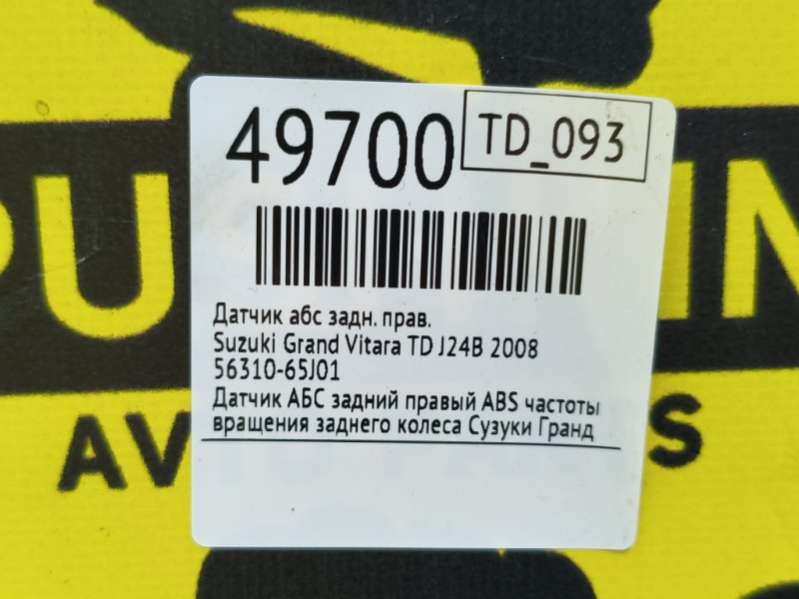 49700
TD_093
Датчик абс задн. прав.
Suzuki Grand Vitara TD J24B 2008
56310-65J01
Датчик АБС задний правый ABS частоты
вращения заднего колеса Сузуки Гранд